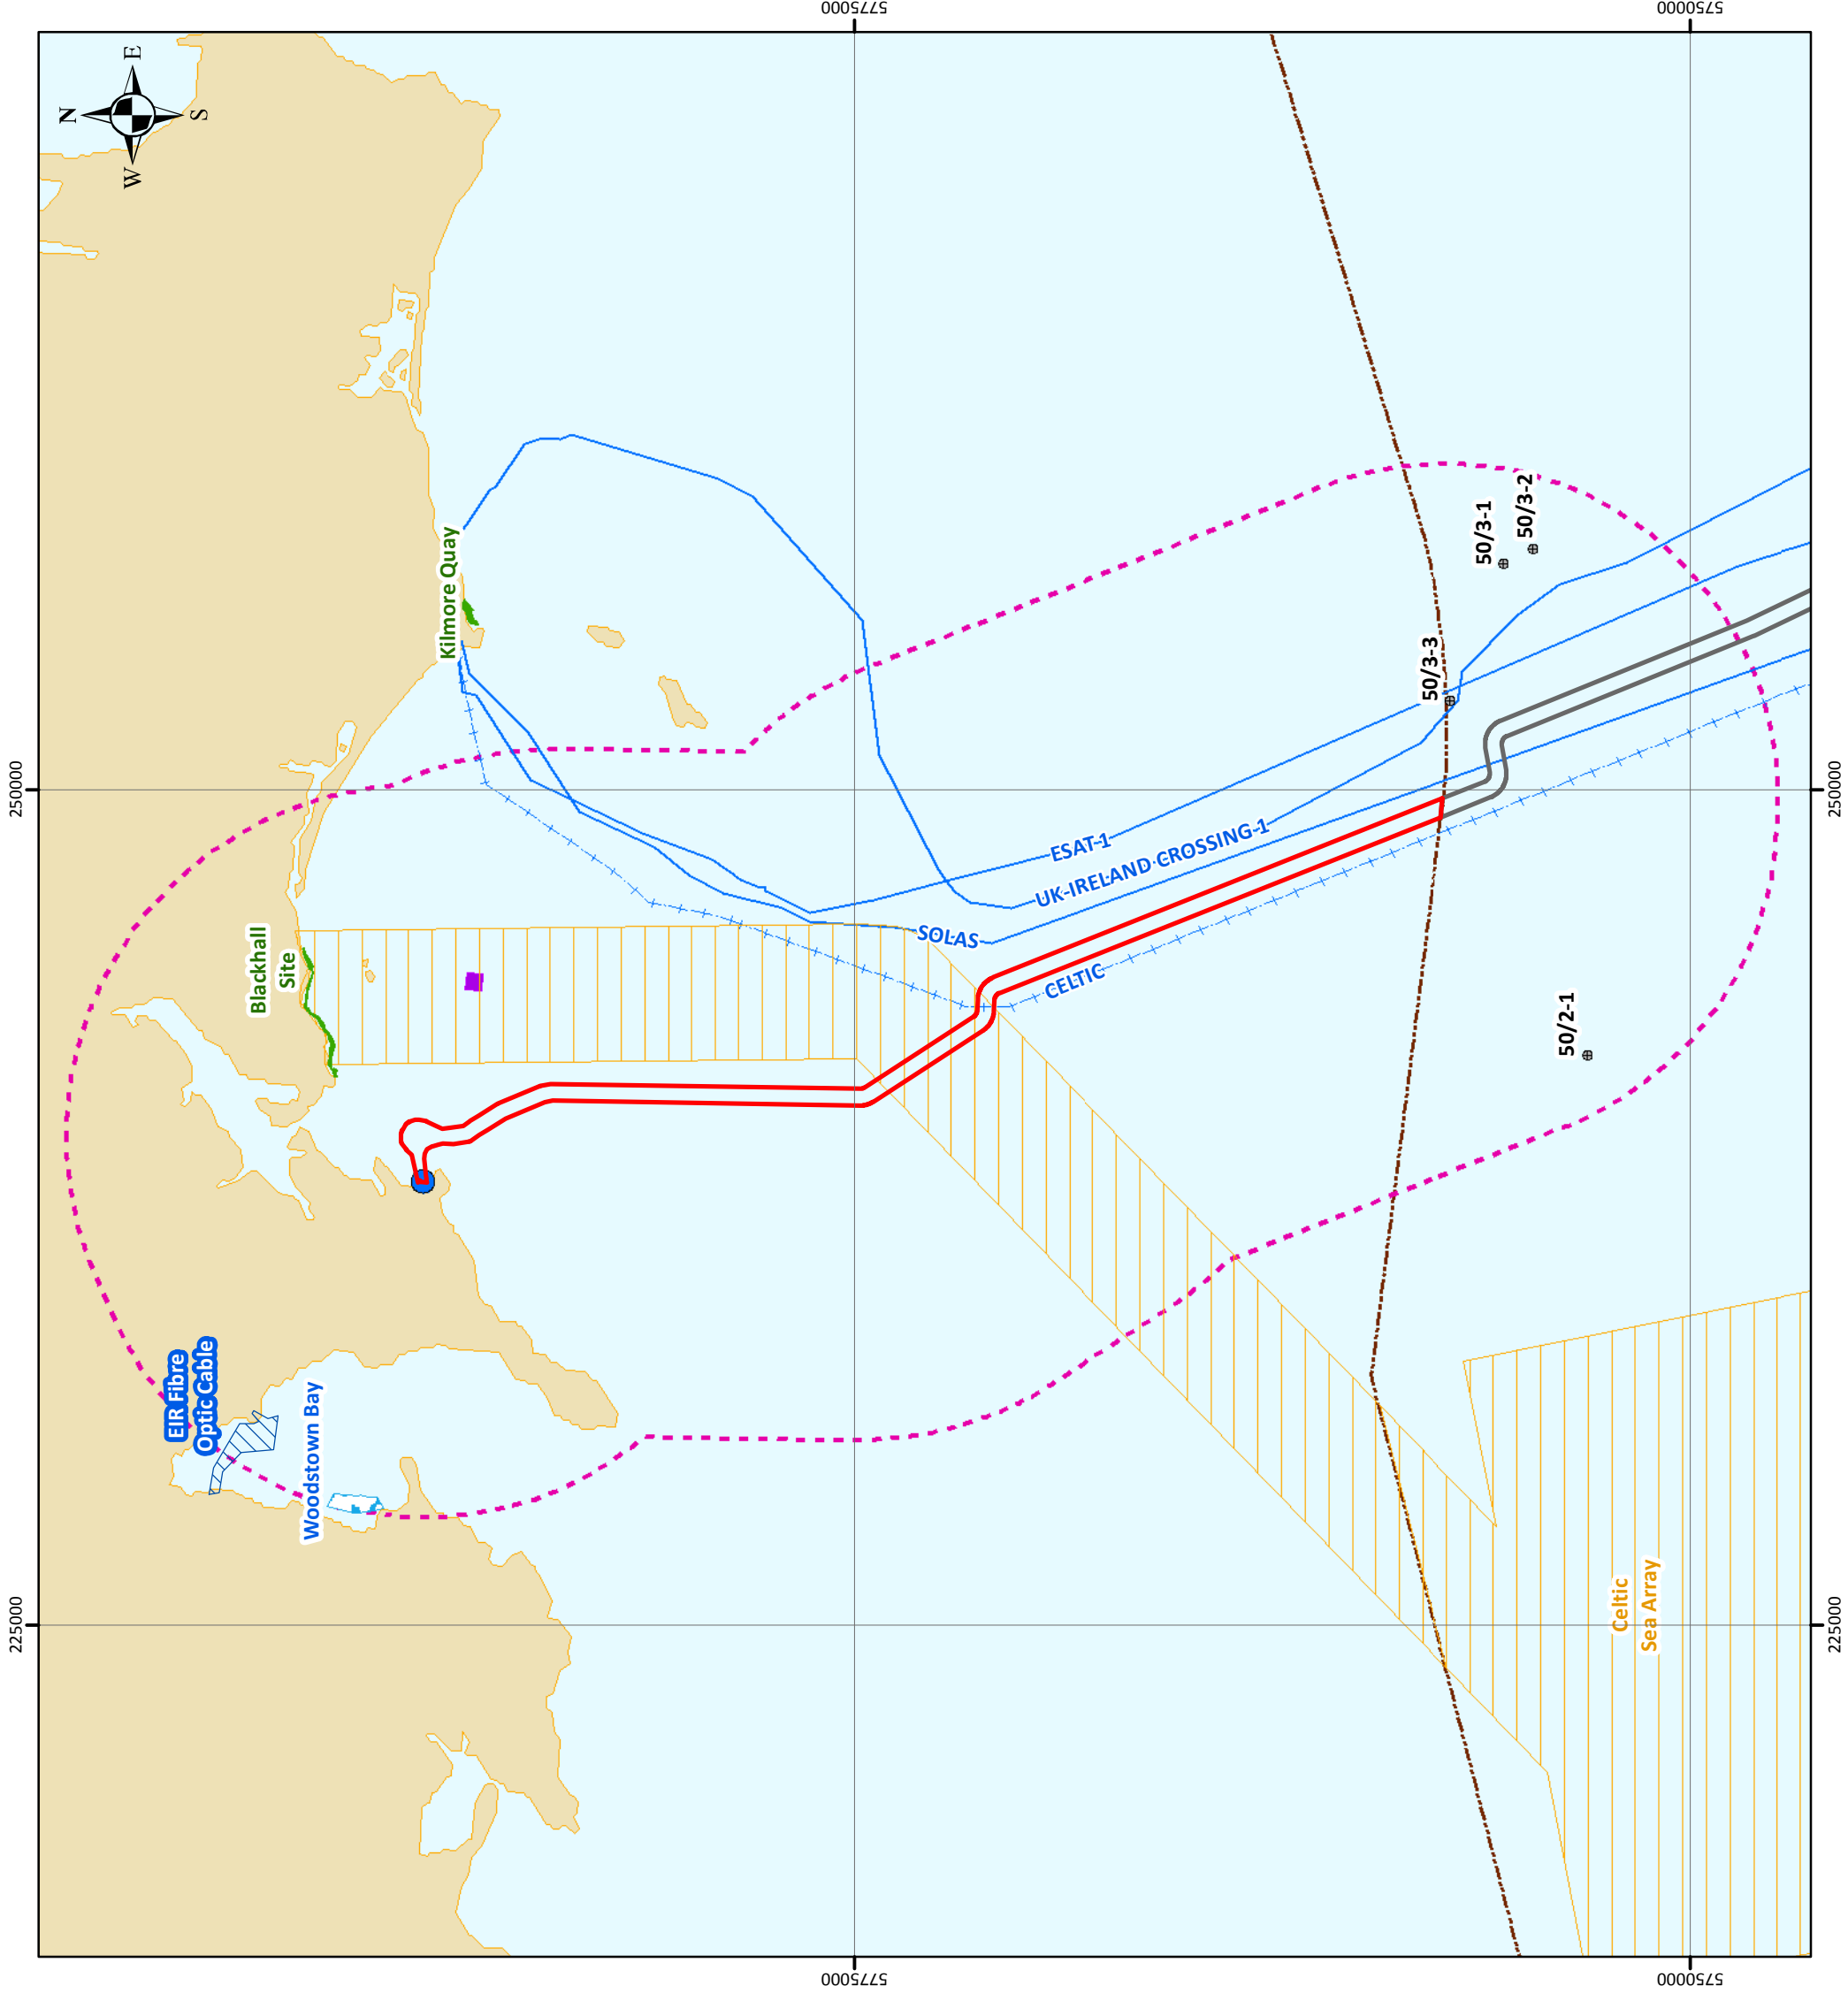 5775000
5750000
N
E
W
S
250000
225000
Kilmore Quay
Blackhall
Site
EIR Fibre
Optic Cable
Woodstown Bay
ESAT-1
UK-IRELAND CROSSING-1
SOLAS
CELTIC
50/3-1
50/3-2
50/3-3
50/2-1
Celtic
Sea Array
250000
225000
5775000
5750000